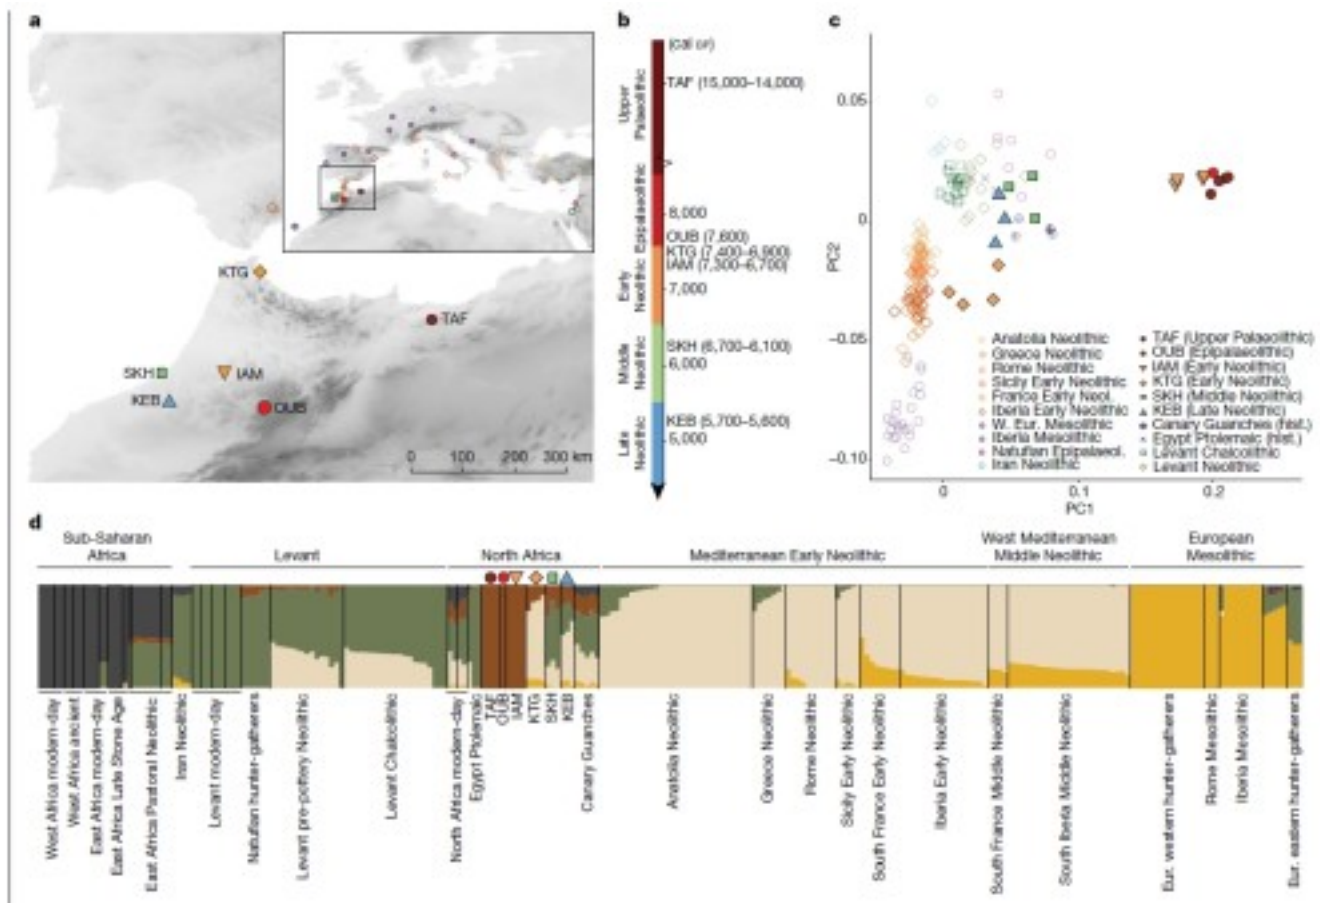 a
KTG
TAF
SKH
IAM
KEB
OUB
0 100 200 300 km
b
(cal BP)
Upper
Palaeolithic
TAF (15,000–14,000)
Epipalaeolithic
8,000
OUB (7,600)
KTG (7,400–6,900)
IAM (7,300–6,700)
Early
Neolithic
7,000
Middle
Neolithic
SKH (6,700–6,100)
6,000
Late
Neolithic
KEB (5,700–5,600)
5,000
c
PC2
0.05
0
−0.05
−0.10
0
0.1
0.2
PC1
Anatolia Neolithic
Greece Neolithic
Rome Neolithic
Sicily Early Neolithic
France Early Neol.
Iberia Early Neolithic
W. Eur. Mesolithic
Iberia Mesolithic
Natufian Epipalaeol.
Iran Neolithic
TAF (Upper Palaeolithic)
OUB (Epipalaeolithic)
IAM (Early Neolithic)
KTG (Early Neolithic)
SKH (Middle Neolithic)
KEB (Late Neolithic)
Canary Guanches (hist.)
Egypt Ptolemaic (hist.)
Levant Chalcolithic
Levant Neolithic
d
Sub-Saharan
Africa
Levant
North Africa
Mediterranean Early Neolithic
West Mediterranean
Middle Neolithic
European
Mesolithic
West Africa modern-day
West Africa ancient
East Africa modern-day
East Africa Late Stone Age
East Africa Pastoral Neolithic
Iran Neolithic
Levant modern-day
Natufian hunter-gatherers
Levant pre-pottery Neolithic
Levant Chalcolithic
North Africa modern-day
Egypt Ptolemaic
TAF
OUB
IAM
KTG
SKH
KEB
Canary Guanches
Anatolia Neolithic
Greece Neolithic
Rome Neolithic
Sicily Early Neolithic
South France Early Neolithic
Iberia Early Neolithic
South France Middle Neolithic
South Iberia Middle Neolithic
Eur. western hunter-gatherers
Rome Mesolithic
Iberia Mesolithic
Eur. eastern hunter-gatherers